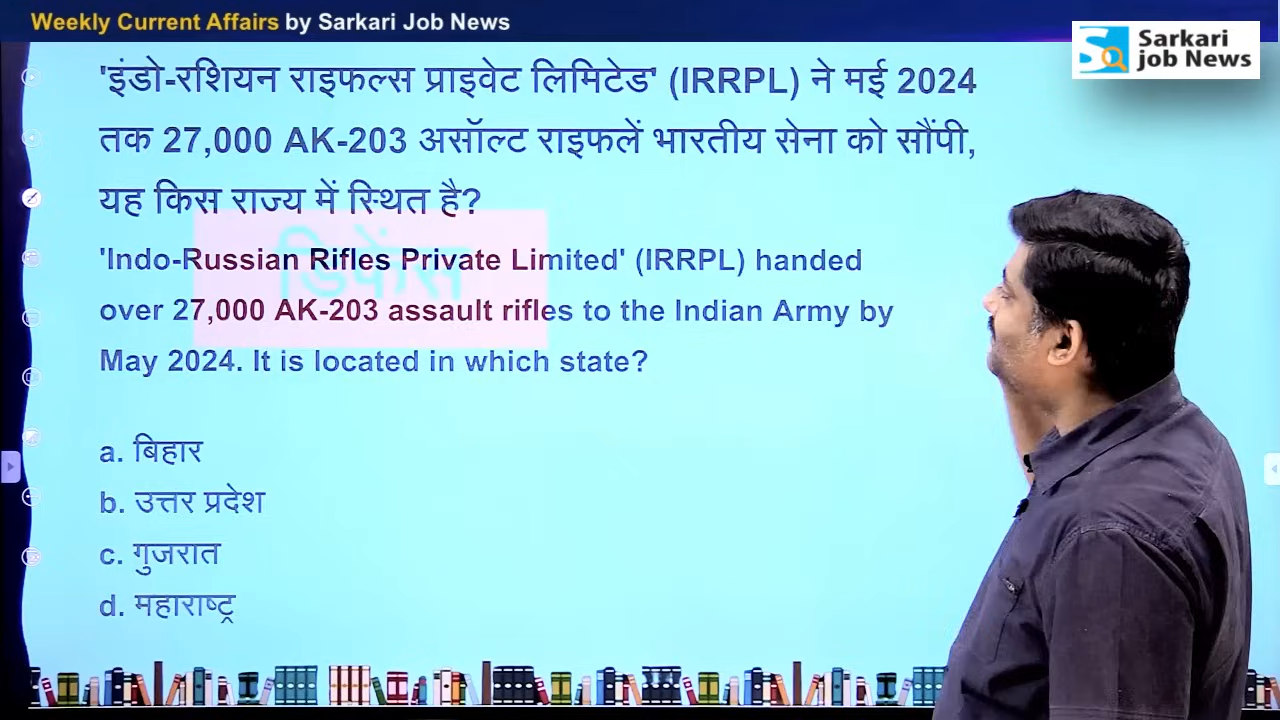 Weekly Current Affairs by Sarkari Job News
Sarkari
Job News
'इंडो-रशियन राइफल्स प्राइवेट लिमिटेड' (IRRPL) ने मई 2024
तक 27,000 AK-203 असॉल्ट राइफलें भारतीय सेना को सौंपी,
यह किस राज्य में स्थित है?
डिफेंस
'Indo-Russian Rifles Private Limited' (IRRPL) handed
over 27,000 AK-203 assault rifles to the Indian Army by
May 2024. It is located in which state?
a. बिहार
b. उत्तर प्रदेश
c. गुजरात
d. महाराष्ट्र